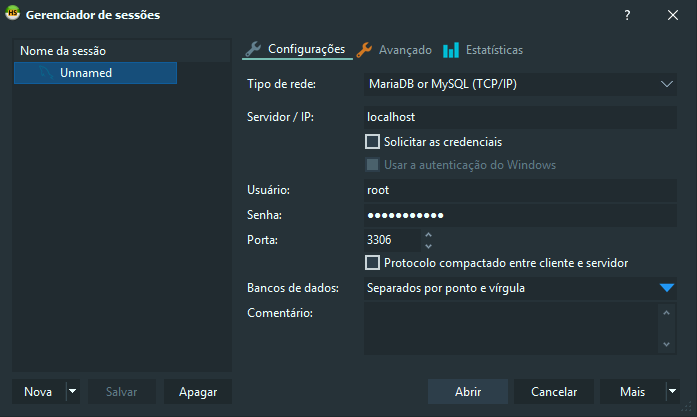 HS
Gerenciador de sessões
?
Nome da sessão
Unnamed
Configurações
Avançado
Estatísticas
Tipo de rede:
MariaDB or MySQL (TCP/IP)
Servidor / IP:
localhost
Solicitar as credenciais
Usar a autenticação do Windows
Usuário:
root
Senha:
●●●●●●●●●●●
Porta:
3306
Protocolo compactado entre cliente e servidor
Bancos de dados:
Separados por ponto e vírgula
Comentário:
Nova
Salvar
Apagar
Abrir
Cancelar
Mais